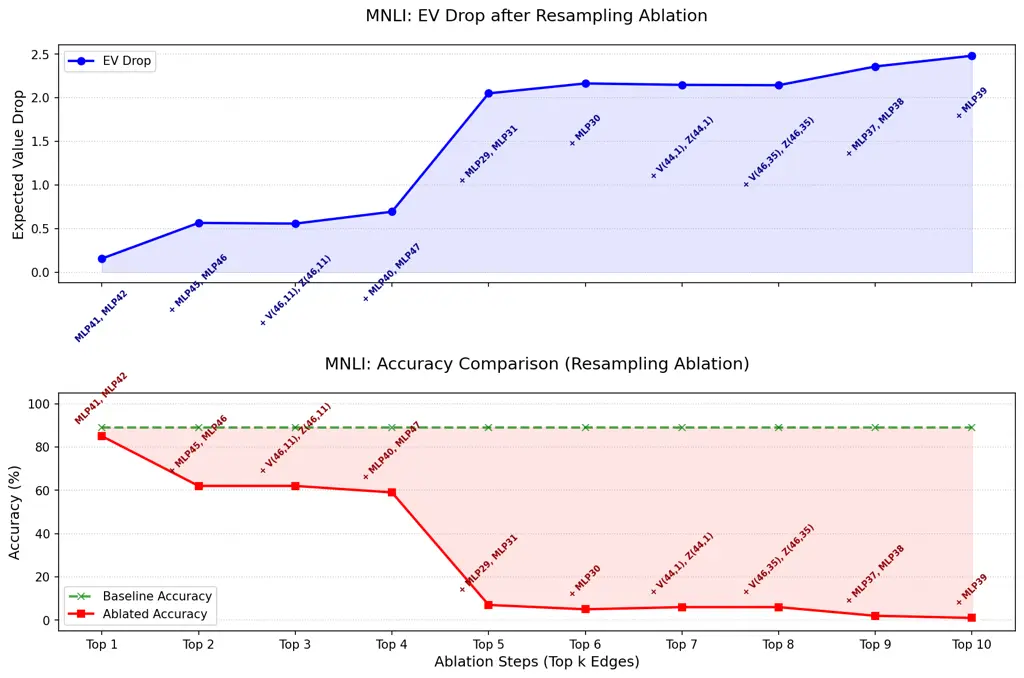 MNLI: EV Drop after Resampling Ablation
EV Drop
Expected Value Drop
2.5
2.0
1.5
1.0
0.5
0.0
MLP41, MLP42
+ MLP45, MLP46
+ V(46,11), Z(46,11)
+ MLP40, MLP47
+ MLP29, MLP31
+ MLP30
+ V(44,1), Z(44,1)
+ V(46,35), Z(46,35)
+ MLP37, MLP38
+ MLP39
MNLI: Accuracy Comparison (Resampling Ablation)
Accuracy (%)
100
80
60
40
20
0
MLP41, MLP42
+ MLP45, MLP46
+ V(46,11), Z(46,11)
+ MLP40, MLP47
+ MLP29, MLP31
+ MLP30
+ V(44,1), Z(44,1)
+ V(46,35), Z(46,35)
+ MLP37, MLP38
+ MLP39
Baseline Accuracy
Ablated Accuracy
Top 1 Top 2 Top 3 Top 4 Top 5 Top 6 Top 7 Top 8 Top 9 Top 10
Ablation Steps (Top k Edges)